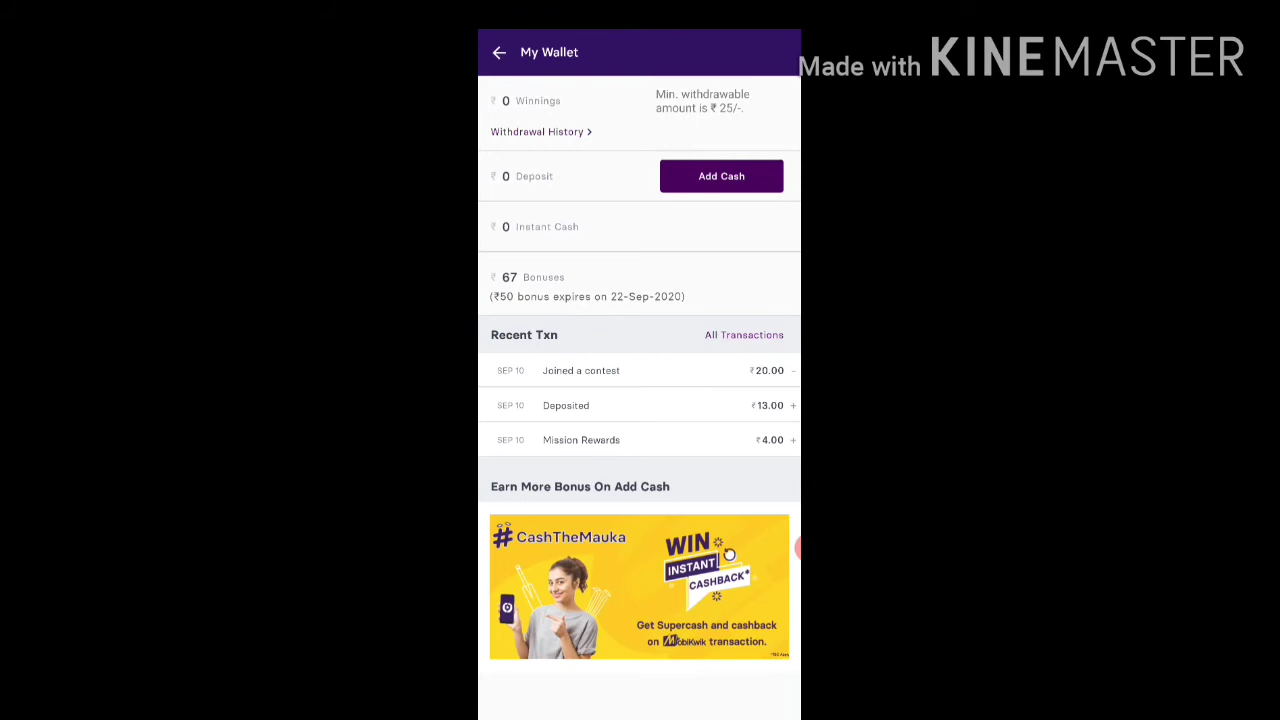 My Wallet
Made with KINEMASTER
₹ 0 Winnings
Min. withdrawable
amount is ₹ 25/-.
Withdrawal History >
₹ 0 Deposit
Add Cash
₹ 0 Instant Cash
₹ 67 Bonuses
(₹50 bonus expires on 22-Sep-2020)
Recent Txn
All Transactions
SEP 10 Joined a contest ₹20.00 -
SEP 10 Deposited ₹13.00 +
SEP 10 Mission Rewards ₹4.00 +
Earn More Bonus On Add Cash
#CashTheMauka
WIN
INSTANT
CASHBACK*
Get Supercash and cashback
on MobiKwik transaction.